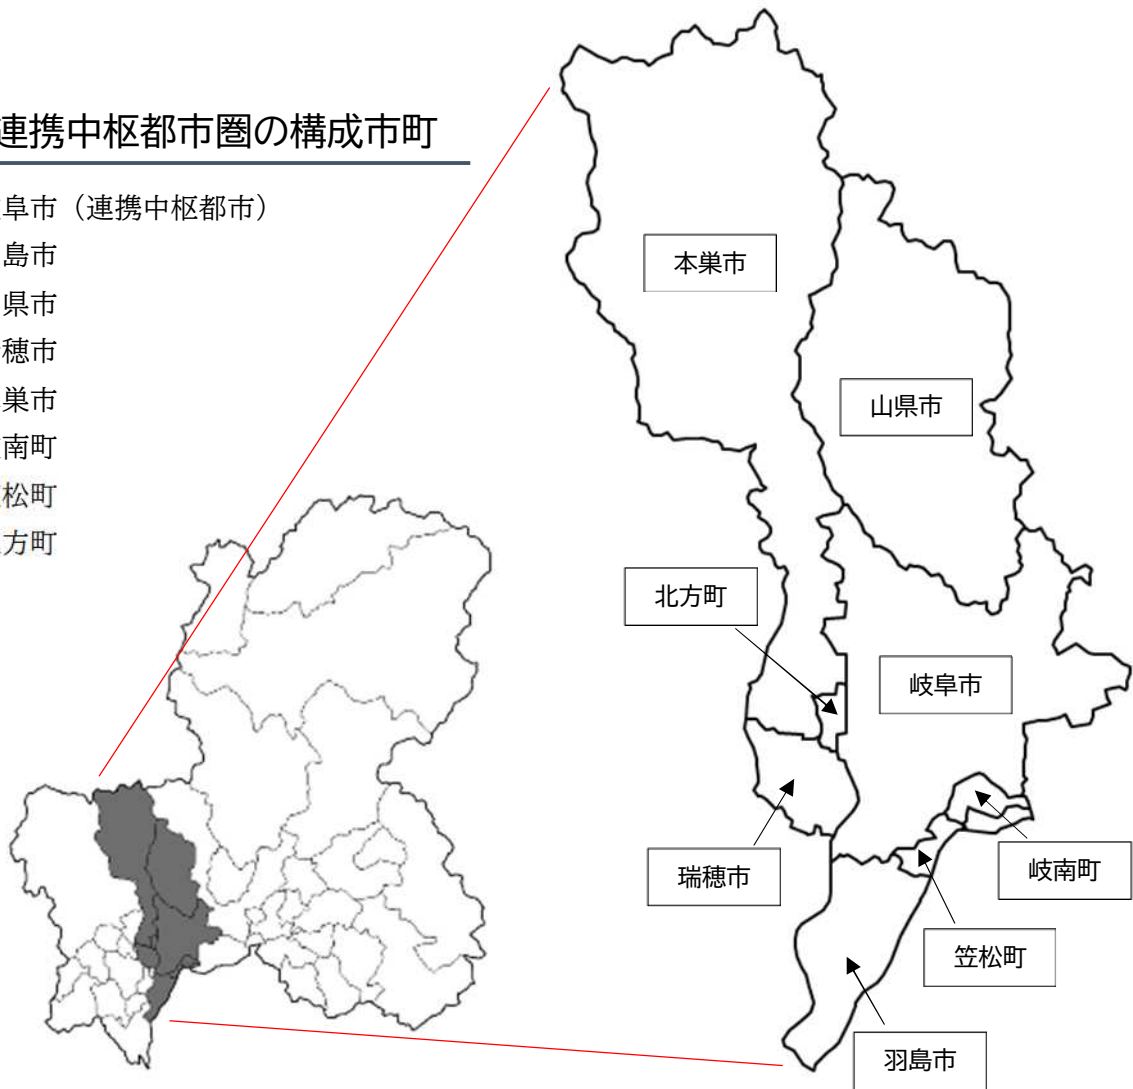 連携中枢都市圏の構成市町
阜市（連携中枢都市）
島市
県市
穂市
巣市
南町
松町
方町
本巣市
山県市
北方町
岐阜市
瑞穂市
岐南町
笠松町
羽島市